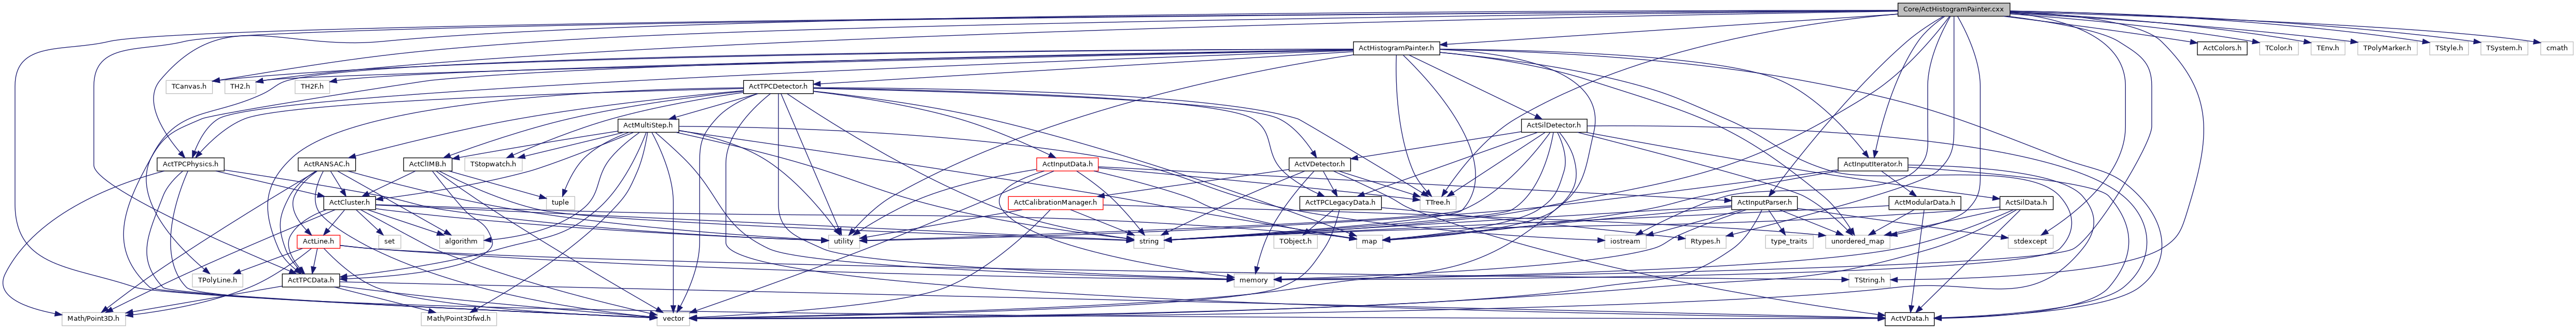 Core/ActHistogramPainter.cxx
ActHistogramPainter.h
ActColors.h
TColor.h
TEnv.h
TPolyMarker.h
TStyle.h
TSystem.h
cmath
TCanvas.h
TH2.h
TH2F.h
ActTPCDetector.h
ActMultiStep.h
ActSilDetector.h
ActTPCPhysics.h
ActRANSAC.h
ActCliMB.h
TStopwatch.h
ActInputData.h
ActVDetector.h
ActInputIterator.h
ActCluster.h
tuple
ActCalibrationManager.h
ActTPCLegacyData.h
TTree.h
ActInputParser.h
ActModularData.h
ActSilData.h
ActLine.h
set
algorithm
utility
string
TObject.h
map
iostream
Rtypes.h
type_traits
unordered_map
stdexcept
TPolyLine.h
ActTPCData.h
memory
TString.h
Math/Point3D.h
Math/Point3Dfwd.h
vector
ActVData.h